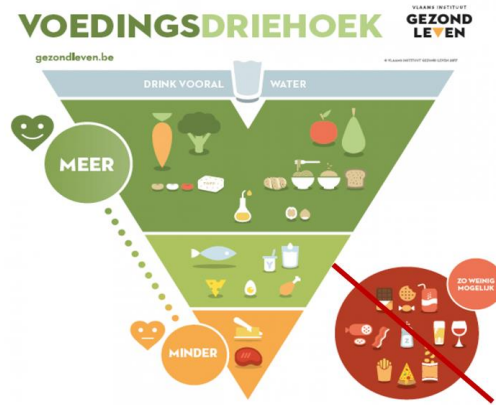 VOEDINGSDRIEHOEK
VLAAMS INSTITUUT
GEZOND
LEVEN
gezondleven.be
DRINK VOORAL WATER
MEER
ZO WEINIG
MOGELIJK
MINDER